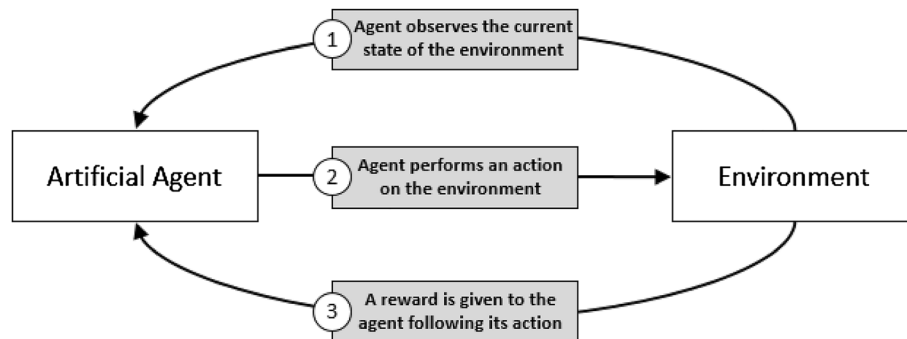 1
Agent observes the current
state of the environment
Artificial Agent
2
Agent performs an action
on the environment
Environment
3
A reward is given to the
agent following its action